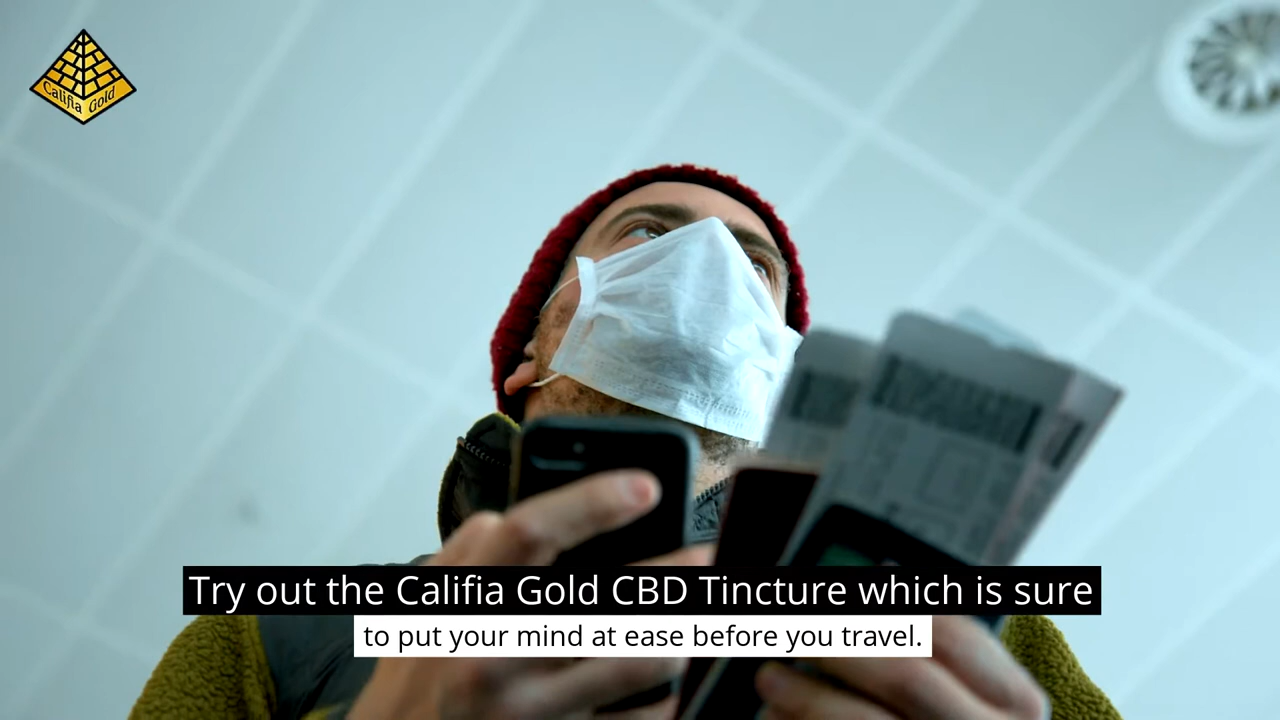 Califia Gold
Try out the Califia Gold CBD Tincture which is sure
to put your mind at ease before you travel.